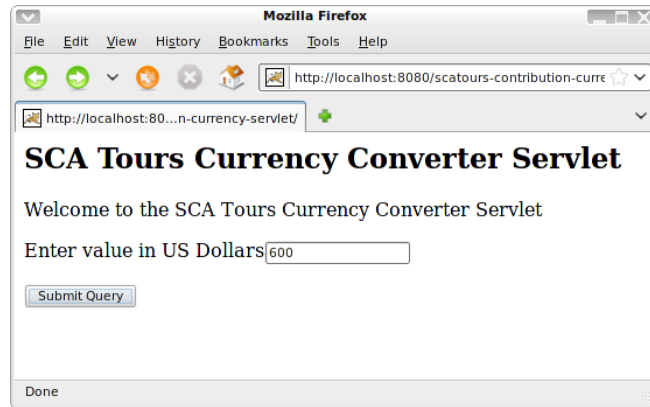 Mozilla Firefox
File Edit View History Bookmarks Tools Help
http://localhost:8080/scatours-contribution-curre
http://localhost:80...n-currency-servlet/
SCA Tours Currency Converter Servlet
Welcome to the SCA Tours Currency Converter Servlet
Enter value in US Dollars 600
Submit Query
Done